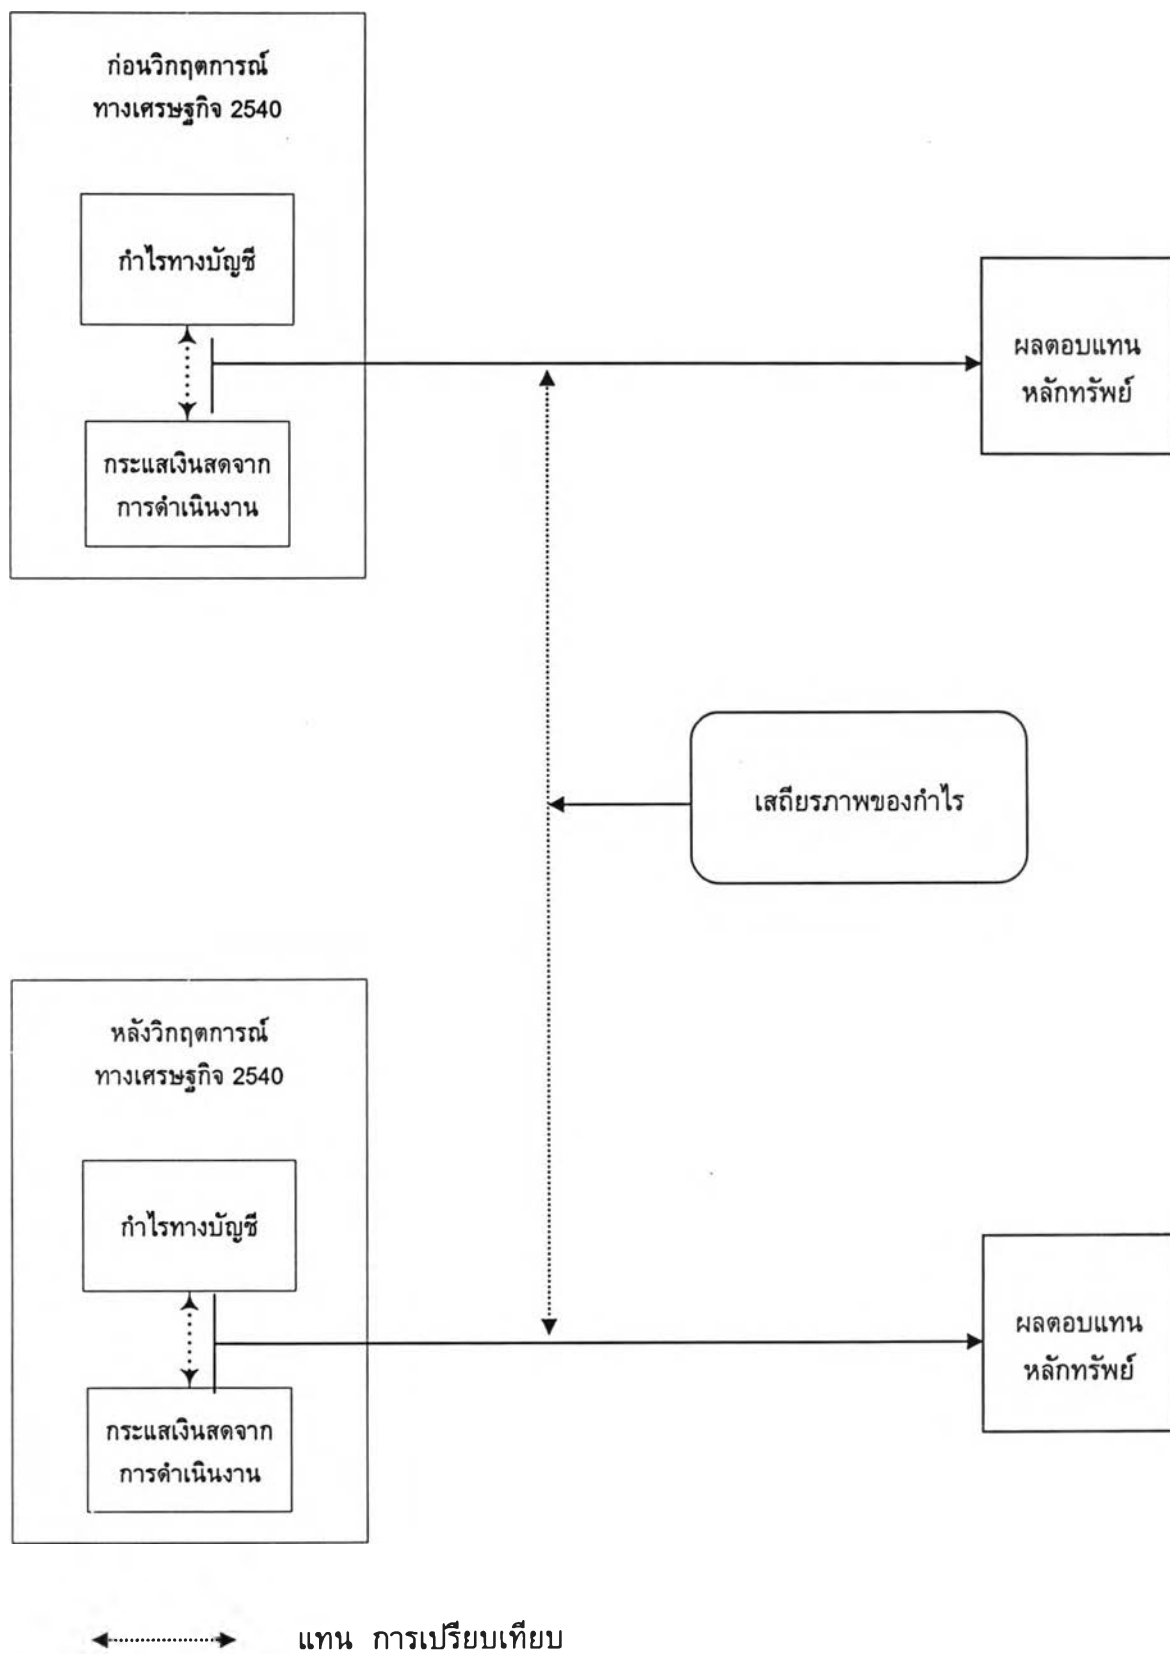 ก่อนวิกฤตการณ์
ทางเศรษฐกิจ 2540
กำไรทางบัญชี
กระแสเงินสดจาก
การดำเนินงาน
ผลตอบแทน
หลักทรัพย์
เสถียรภาพของกำไร
หลังวิกฤตการณ์
ทางเศรษฐกิจ 2540
กำไรทางบัญชี
กระแสเงินสดจาก
การดำเนินงาน
ผลตอบแทน
หลักทรัพย์
แทน การเปรียบเทียบ